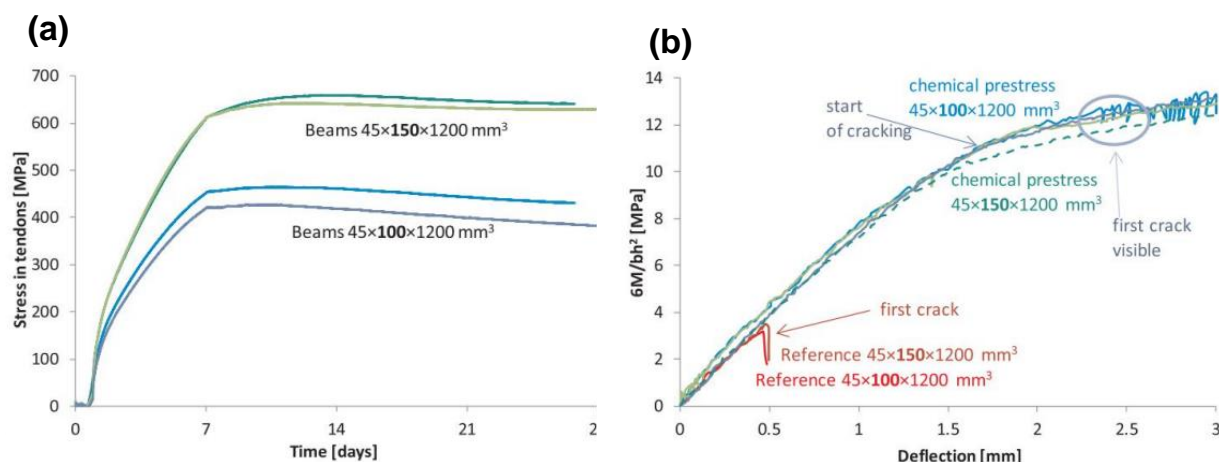 (a)
700
600
500
400
300
200
100
0
Stress in tendons [MPa]
Beams 45×150×1200 mm³
Beams 45×100×1200 mm³
0
7
14
21
2
Time [days]
(b)
14
12
10
8
6
4
2
0
6M/bh² [MPa]
chemical prestress
45×100×1200 mm³
start
of cracking
chemical prestress
45×150×1200 mm³
first crack
visible
first crack
Reference 45×150×1200 mm³
Reference 45×100×1200 mm³
0
0.5
1
1.5
2
2.5
3
Deflection [mm]